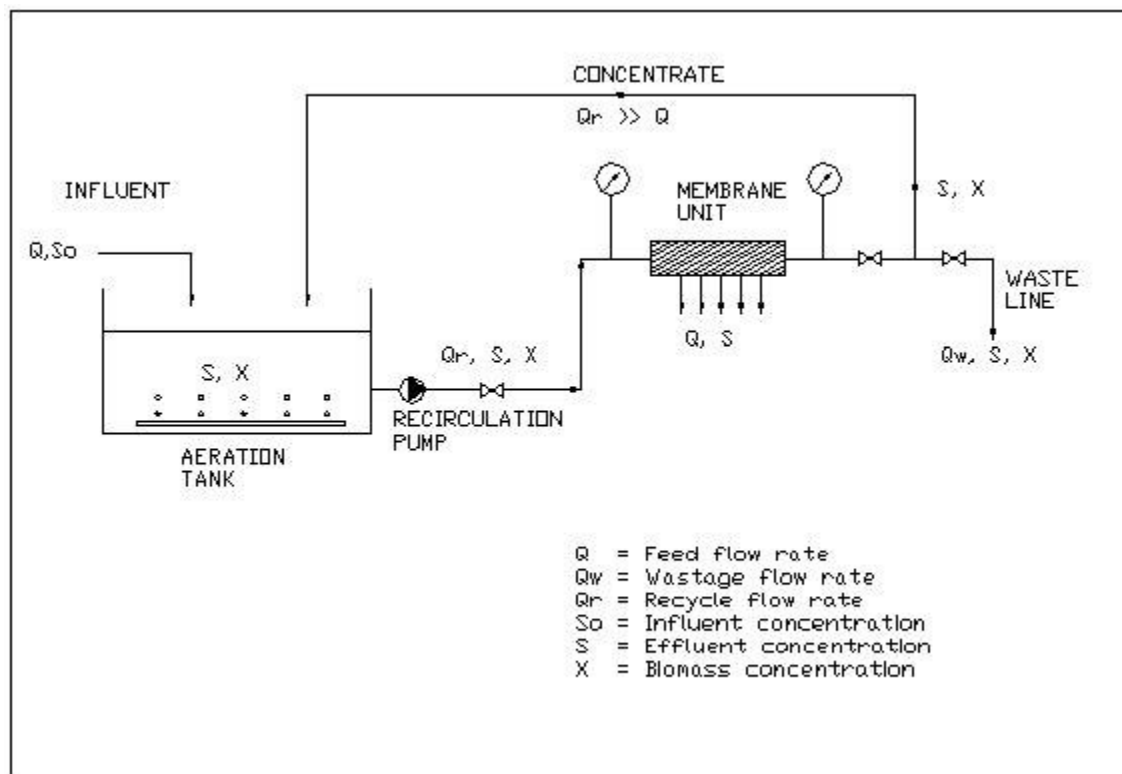 CONCENTRATE
Qr >> Q
INFLUENT
MEMBRANE
UNIT
S, X
Q,So
WASTE
LINE
Q, S
Qr, S, X
Qw, S, X
S, X
RECIRCULATION
PUMP
AERATION
TANK
Q = Feed flow rate
Qw = Wastage flow rate
Qr = Recycle flow rate
So = Influent concentration
S = Effluent concentration
X = Biomass concentration